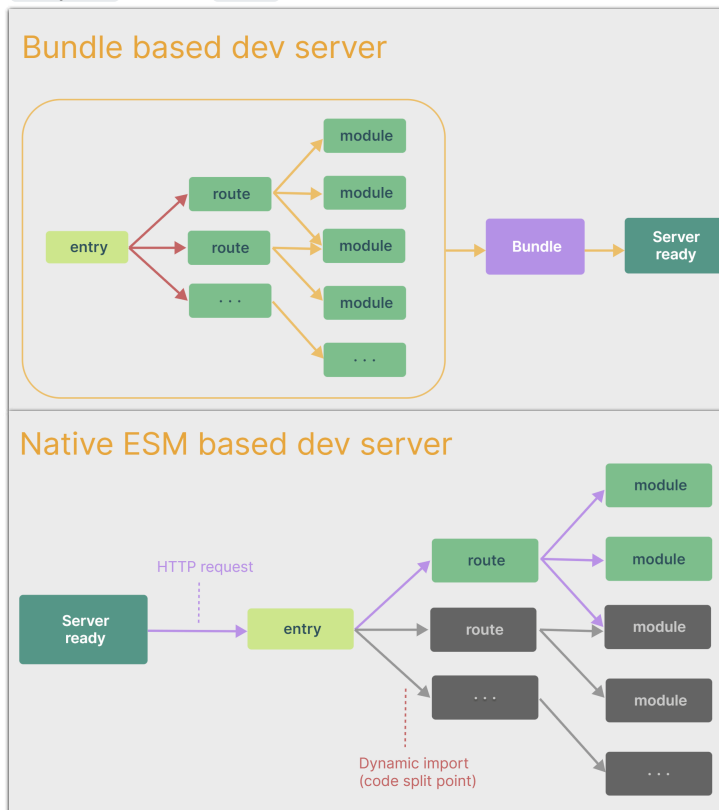 Bundle based dev server
module
route
module
entry
route
module
Bundle
Server
ready
. . .
module
. . .
Native ESM based dev server
module
HTTP request
route
module
Server
ready
entry
route
module
. . .
module
Dynamic import
(code split point)
. . .